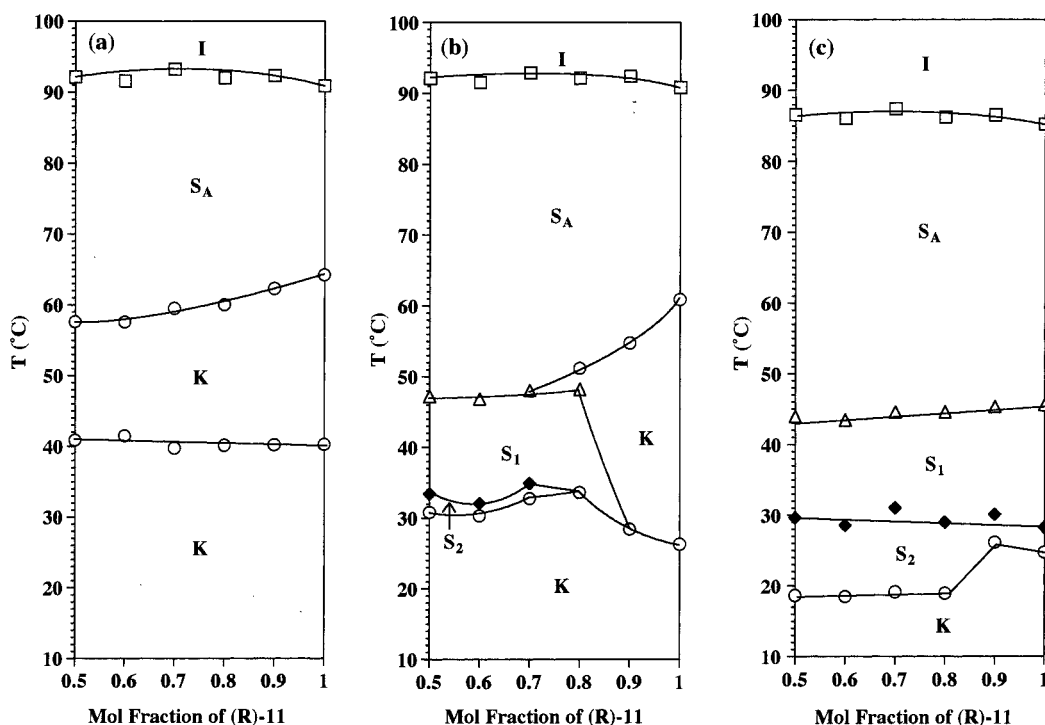 (a)
I
S_A
K
K
100
90
80
70
60
50
40
30
20
10
T (°C)
0.5 0.6 0.7 0.8 0.9 1
Mol Fraction of (R)-11
(b)
I
S_A
K
S_1
S_2
K
100
90
80
70
60
50
40
30
20
10
T (°C)
0.5 0.6 0.7 0.8 0.9 1
Mol Fraction of (R)-11
(c)
I
S_A
S_1
S_2
K
100
90
80
70
60
50
40
30
20
10
T (°C)
0.5 0.6 0.7 0.8 0.9 1
Mol Fraction of (R)-11